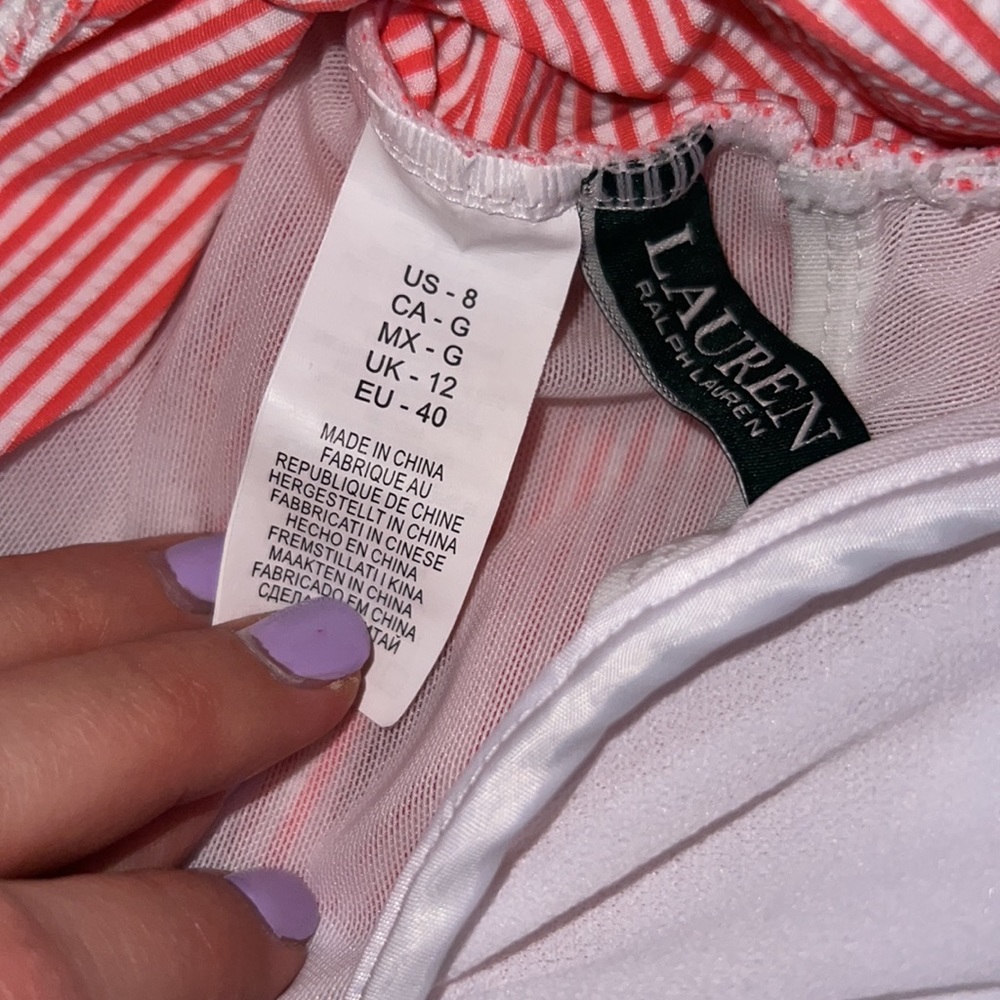 US - 8
CA - G
MX - G
UK - 12
EU - 40
MADE IN CHINA
FABRIQUE AU
REPUBLIQUE DE CHINE
HERGESTELLT IN CHINA
FABBRICATI IN CINESE
HECHO EN CHINA
FREMSTILLAT I KINA
MAAKTEN IN CHINA
FABRICADO EM CHINA
LAUREN
RALPH LAUREN